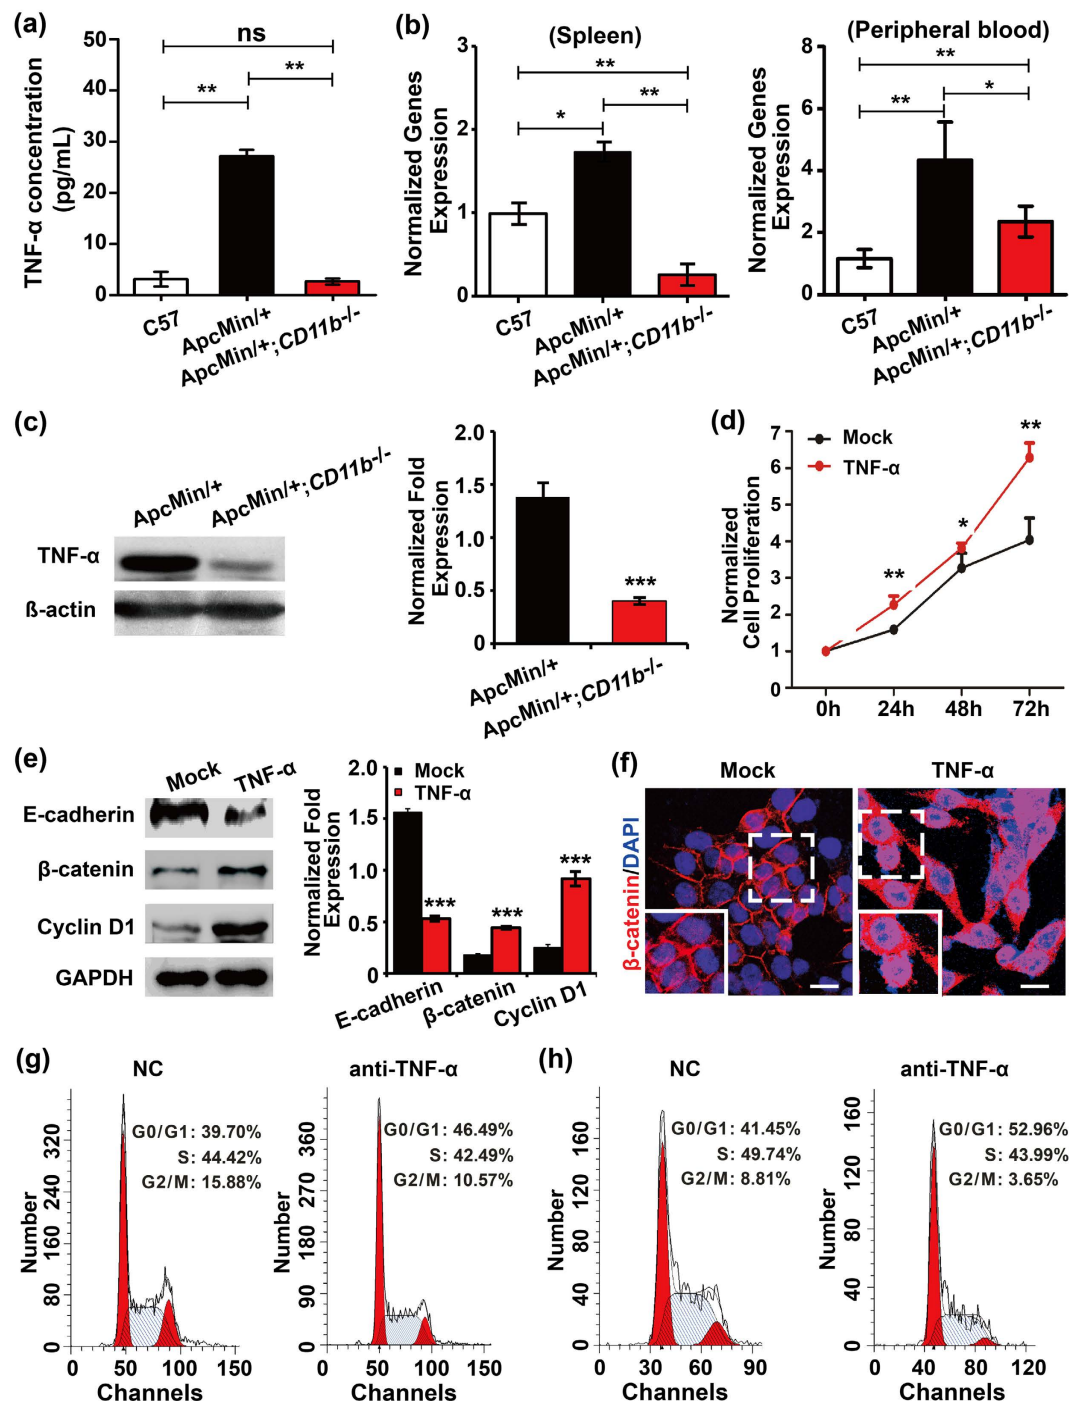 (a)
TNF-α concentration
(pg/mL)
50
40
30
20
10
0
ns
**
**
C57
ApcMin/+
ApcMin/+;CD11b-/-
(b)
(Spleen)
Normalized Genes
Expression
3
2
1
0
**
**
*
C57
ApcMin/+
ApcMin/+;CD11b-/-
(Peripheral blood)
Normalized Genes
Expression
8
6
4
2
0
**
*
**
C57
ApcMin/+
ApcMin/+;CD11b-/-
(c)
ApcMin/+
ApcMin/+;CD11b-/-
TNF-α
ß-actin
Normalized Fold
Expression
2.0
1.5
1.0
0.5
0
***
ApcMin/+
ApcMin/+;CD11b-/-
(d)
Normalized
Cell Proliferation
7
6
5
4
3
2
1
0
Mock
TNF-α
**
*
**
0h 24h 48h 72h
(e)
Mock TNF-α
E-cadherin
β-catenin
Cyclin D1
GAPDH
Normalized Fold
Expression
2.0
1.5
1.0
0.5
0
Mock
TNF-α
***
***
***
E-cadherin
β-catenin
Cyclin D1
(f)
Mock TNF-α
β-catenin/DAPI
(g)
NC
Number
320
240
160
80
0
G0/G1: 39.70%
S: 44.42%
G2/M: 15.88%
0 50 100 150
Channels
anti-TNF-α
Number
360
270
180
90
0
G0/G1: 46.49%
S: 42.49%
G2/M: 10.57%
0 50 100 150
Channels
(h)
NC
Number
160
120
80
40
0
G0/G1: 41.45%
S: 49.74%
G2/M: 8.81%
0 30 60 90
Channels
anti-TNF-α
Number
160
120
80
40
0
G0/G1: 52.96%
S: 43.99%
G2/M: 3.65%
0 40 80 120
Channels